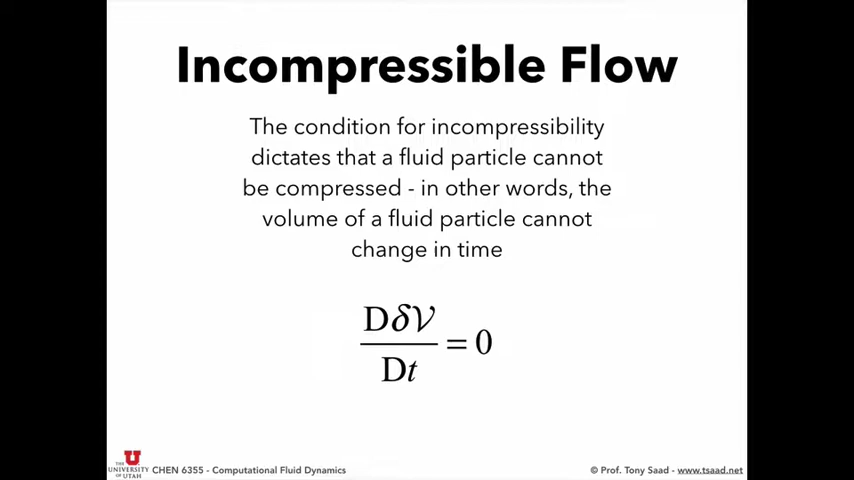 Incompressible Flow
The condition for incompressibility
dictates that a fluid particle cannot
be compressed - in other words, the
volume of a fluid particle cannot
change in time
Dδ𝒱
Dt
= 0
THE
UNIVERSITY
OF UTAH
CHEN 6355 - Computational Fluid Dynamics
© Prof. Tony Saad - www.tsaad.net